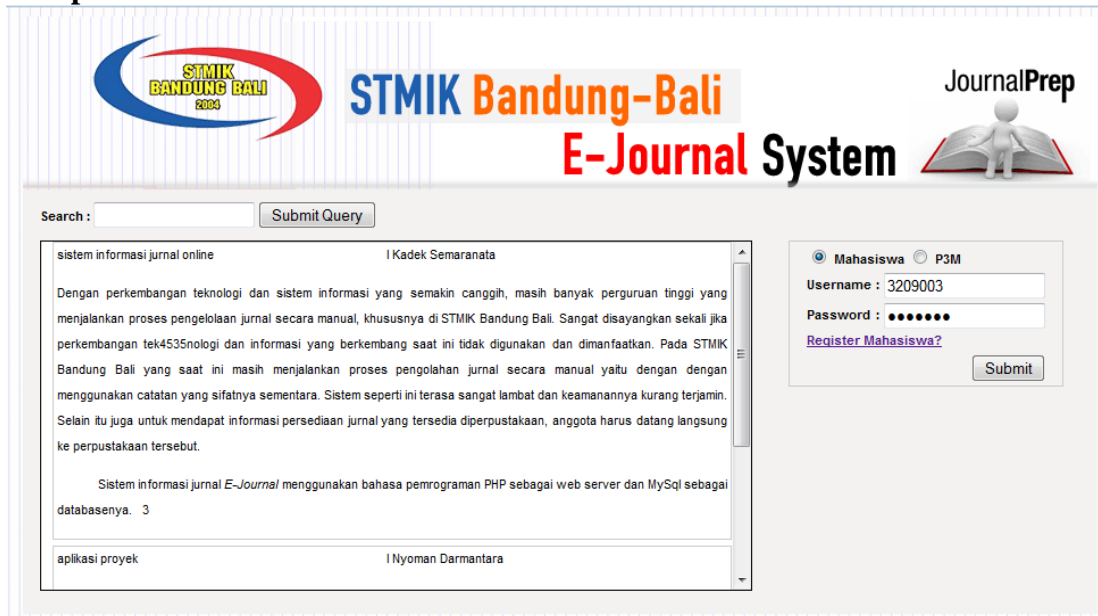 STMIK
BANDUNG BALI
2004
STMIK Bandung-Bali
E-Journal System
JournalPrep
Search :
Submit Query
sistem informasi jurnal online I Kadek Semaranata
Dengan perkembangan teknologi dan sistem informasi yang semakin canggih, masih banyak perguruan tinggi yang
menjalankan proses pengelolaan jurnal secara manual, khususnya di STMIK Bandung Bali. Sangat disayangkan sekali jika
perkembangan tek4535nologi dan informasi yang berkembang saat ini tidak digunakan dan dimanfaatkan. Pada STMIK
Bandung Bali yang saat ini masih menjalankan proses pengolahan jurnal secara manual yaitu dengan dengan
menggunakan catatan yang sifatnya sementara. Sistem seperti ini terasa sangat lambat dan keamanannya kurang terjamin.
Selain itu juga untuk mendapat informasi persediaan jurnal yang tersedia diperpustakaan, anggota harus datang langsung
ke perpustakaan tersebut.
Sistem informasi jurnal E-Journal menggunakan bahasa pemrograman PHP sebagai web server dan MySql sebagai
databasenya. 3
aplikasi proyek I Nyoman Darmantara
Mahasiswa P3M
Username : 3209003
Password : ●●●●●●●
Register Mahasiswa?
Submit